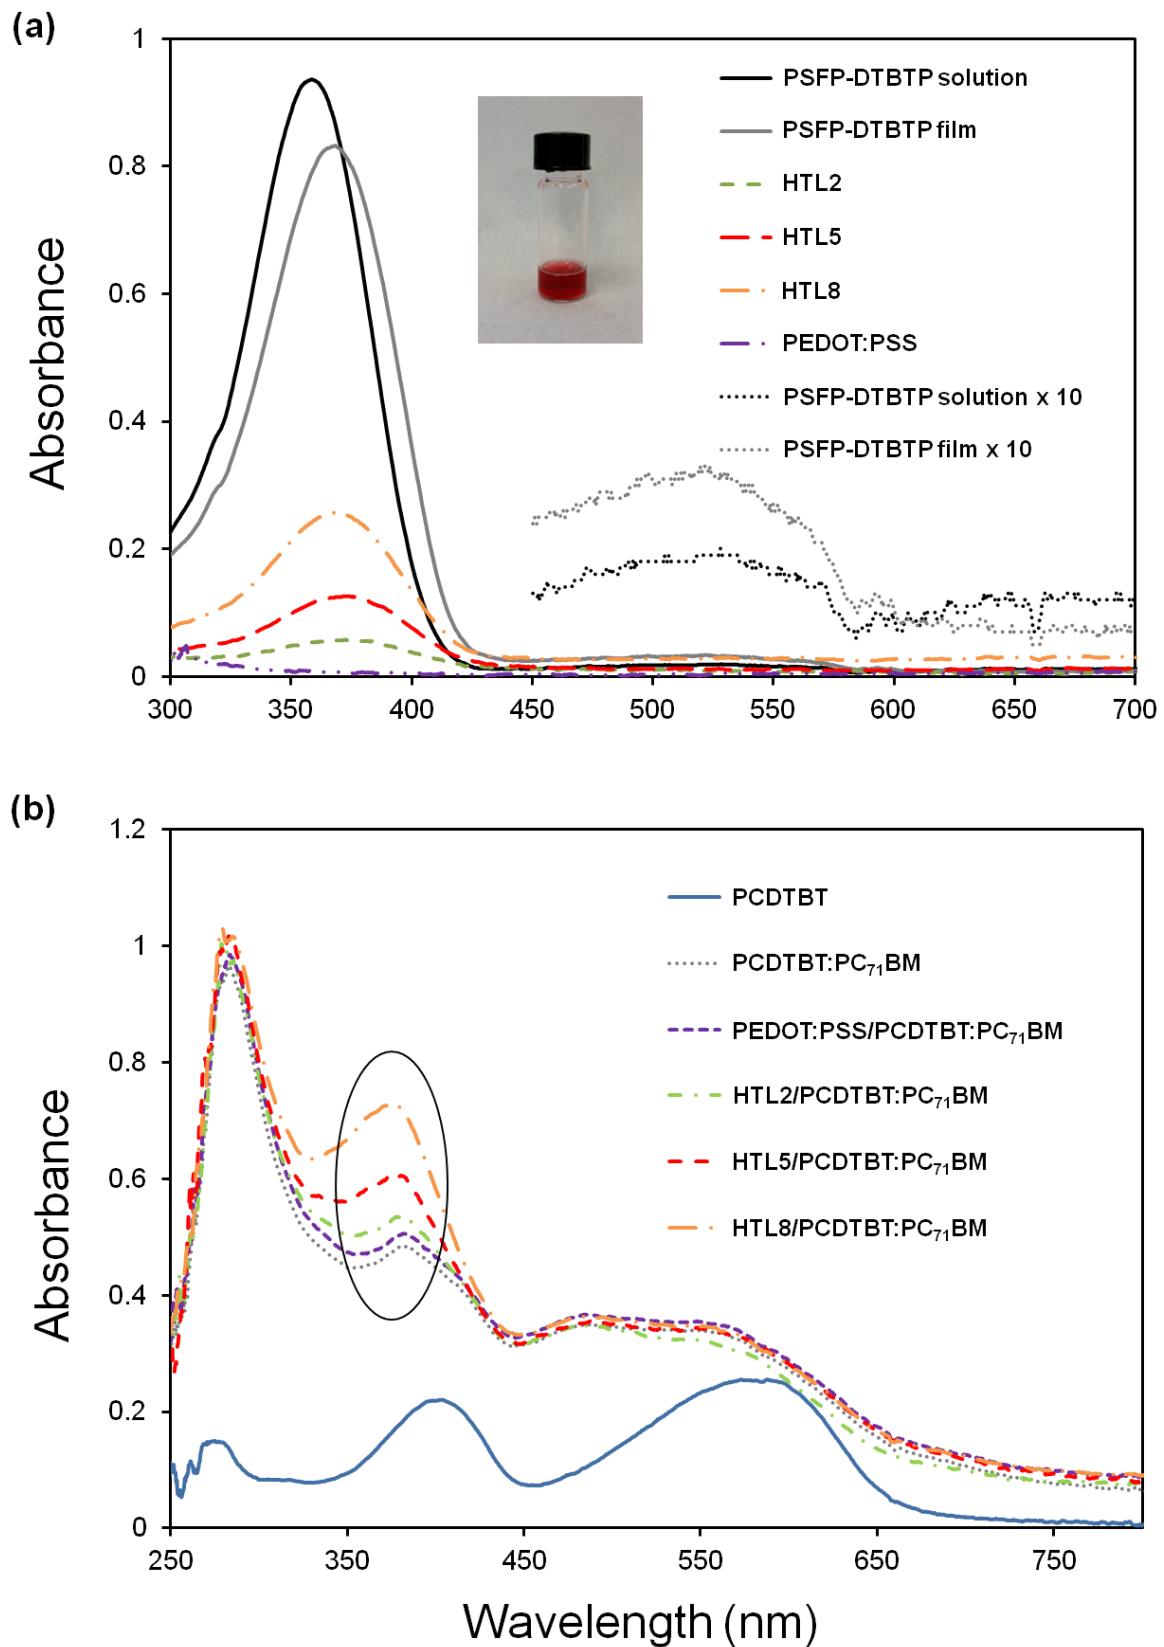 (a)
Absorbance
1
0.8
0.6
0.4
0.2
0
PSFP-DTBTP solution
PSFP-DTBTP film
HTL2
HTL5
HTL8
PEDOT:PSS
PSFP-DTBTP solution x 10
PSFP-DTBTP film x 10
300 350 400 450 500 550 600 650 700
(b)
Absorbance
1.2
1
0.8
0.6
0.4
0.2
0
PCDTBT
PCDTBT:PC₇₁BM
PEDOT:PSS/PCDTBT:PC₇₁BM
HTL2/PCDTBT:PC₇₁BM
HTL5/PCDTBT:PC₇₁BM
HTL8/PCDTBT:PC₇₁BM
250 350 450 550 650 750
Wavelength (nm)